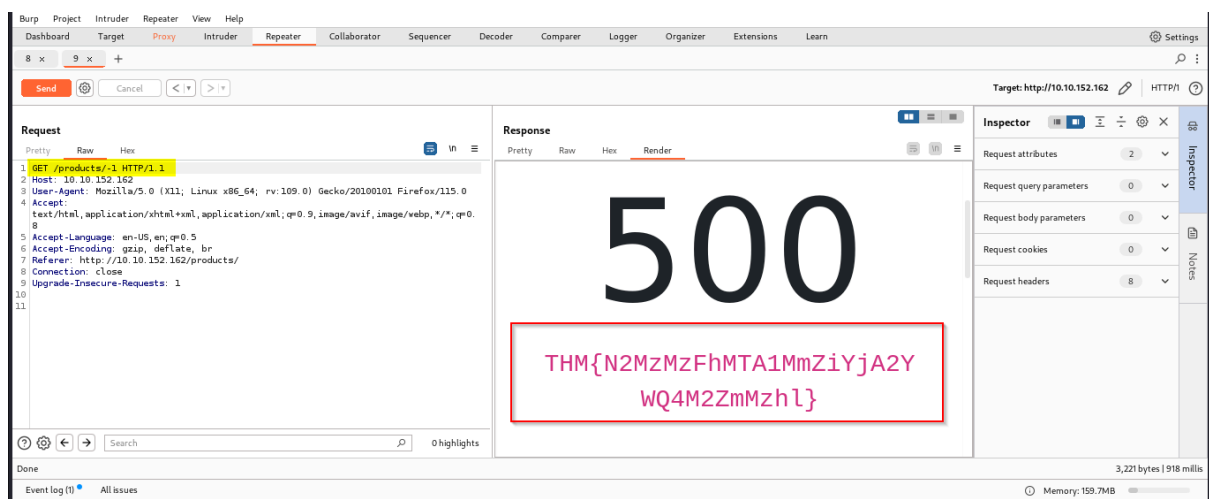 Burp Project Intruder Repeater View Help
Dashboard Target Proxy Intruder Repeater Collaborator Sequencer Decoder Comparer Logger Organizer Extensions Learn Settings
8 × 9 × +
Send Cancel < > Target: http://10.10.152.162 HTTP/1
Request
Pretty Raw Hex \n
1 GET /products/-1 HTTP/1.1
2 Host: 10.10.152.162
3 User-Agent: Mozilla/5.0 (X11; Linux x86_64; rv:109.0) Gecko/20100101 Firefox/115.0
4 Accept:
text/html,application/xhtml+xml,application/xml;q=0.9,image/avif,image/webp,*/*;q=0.
8
5 Accept-Language: en-US,en;q=0.5
6 Accept-Encoding: gzip, deflate, br
7 Referer: http://10.10.152.162/products/
8 Connection: close
9 Upgrade-Insecure-Requests: 1
10
11
Search 0 highlights
Response
Pretty Raw Hex Render \n
500
THM{N2MzMzFhMTA1MmZiYjA2Y
WQ4M2ZmMzhl}
Inspector
Request attributes 2
Request query parameters 0
Request body parameters 0
Request cookies 0
Request headers 8
Inspector
Notes
Done 3,221 bytes | 918 millis
Event log (1) All issues Memory: 159.7MB